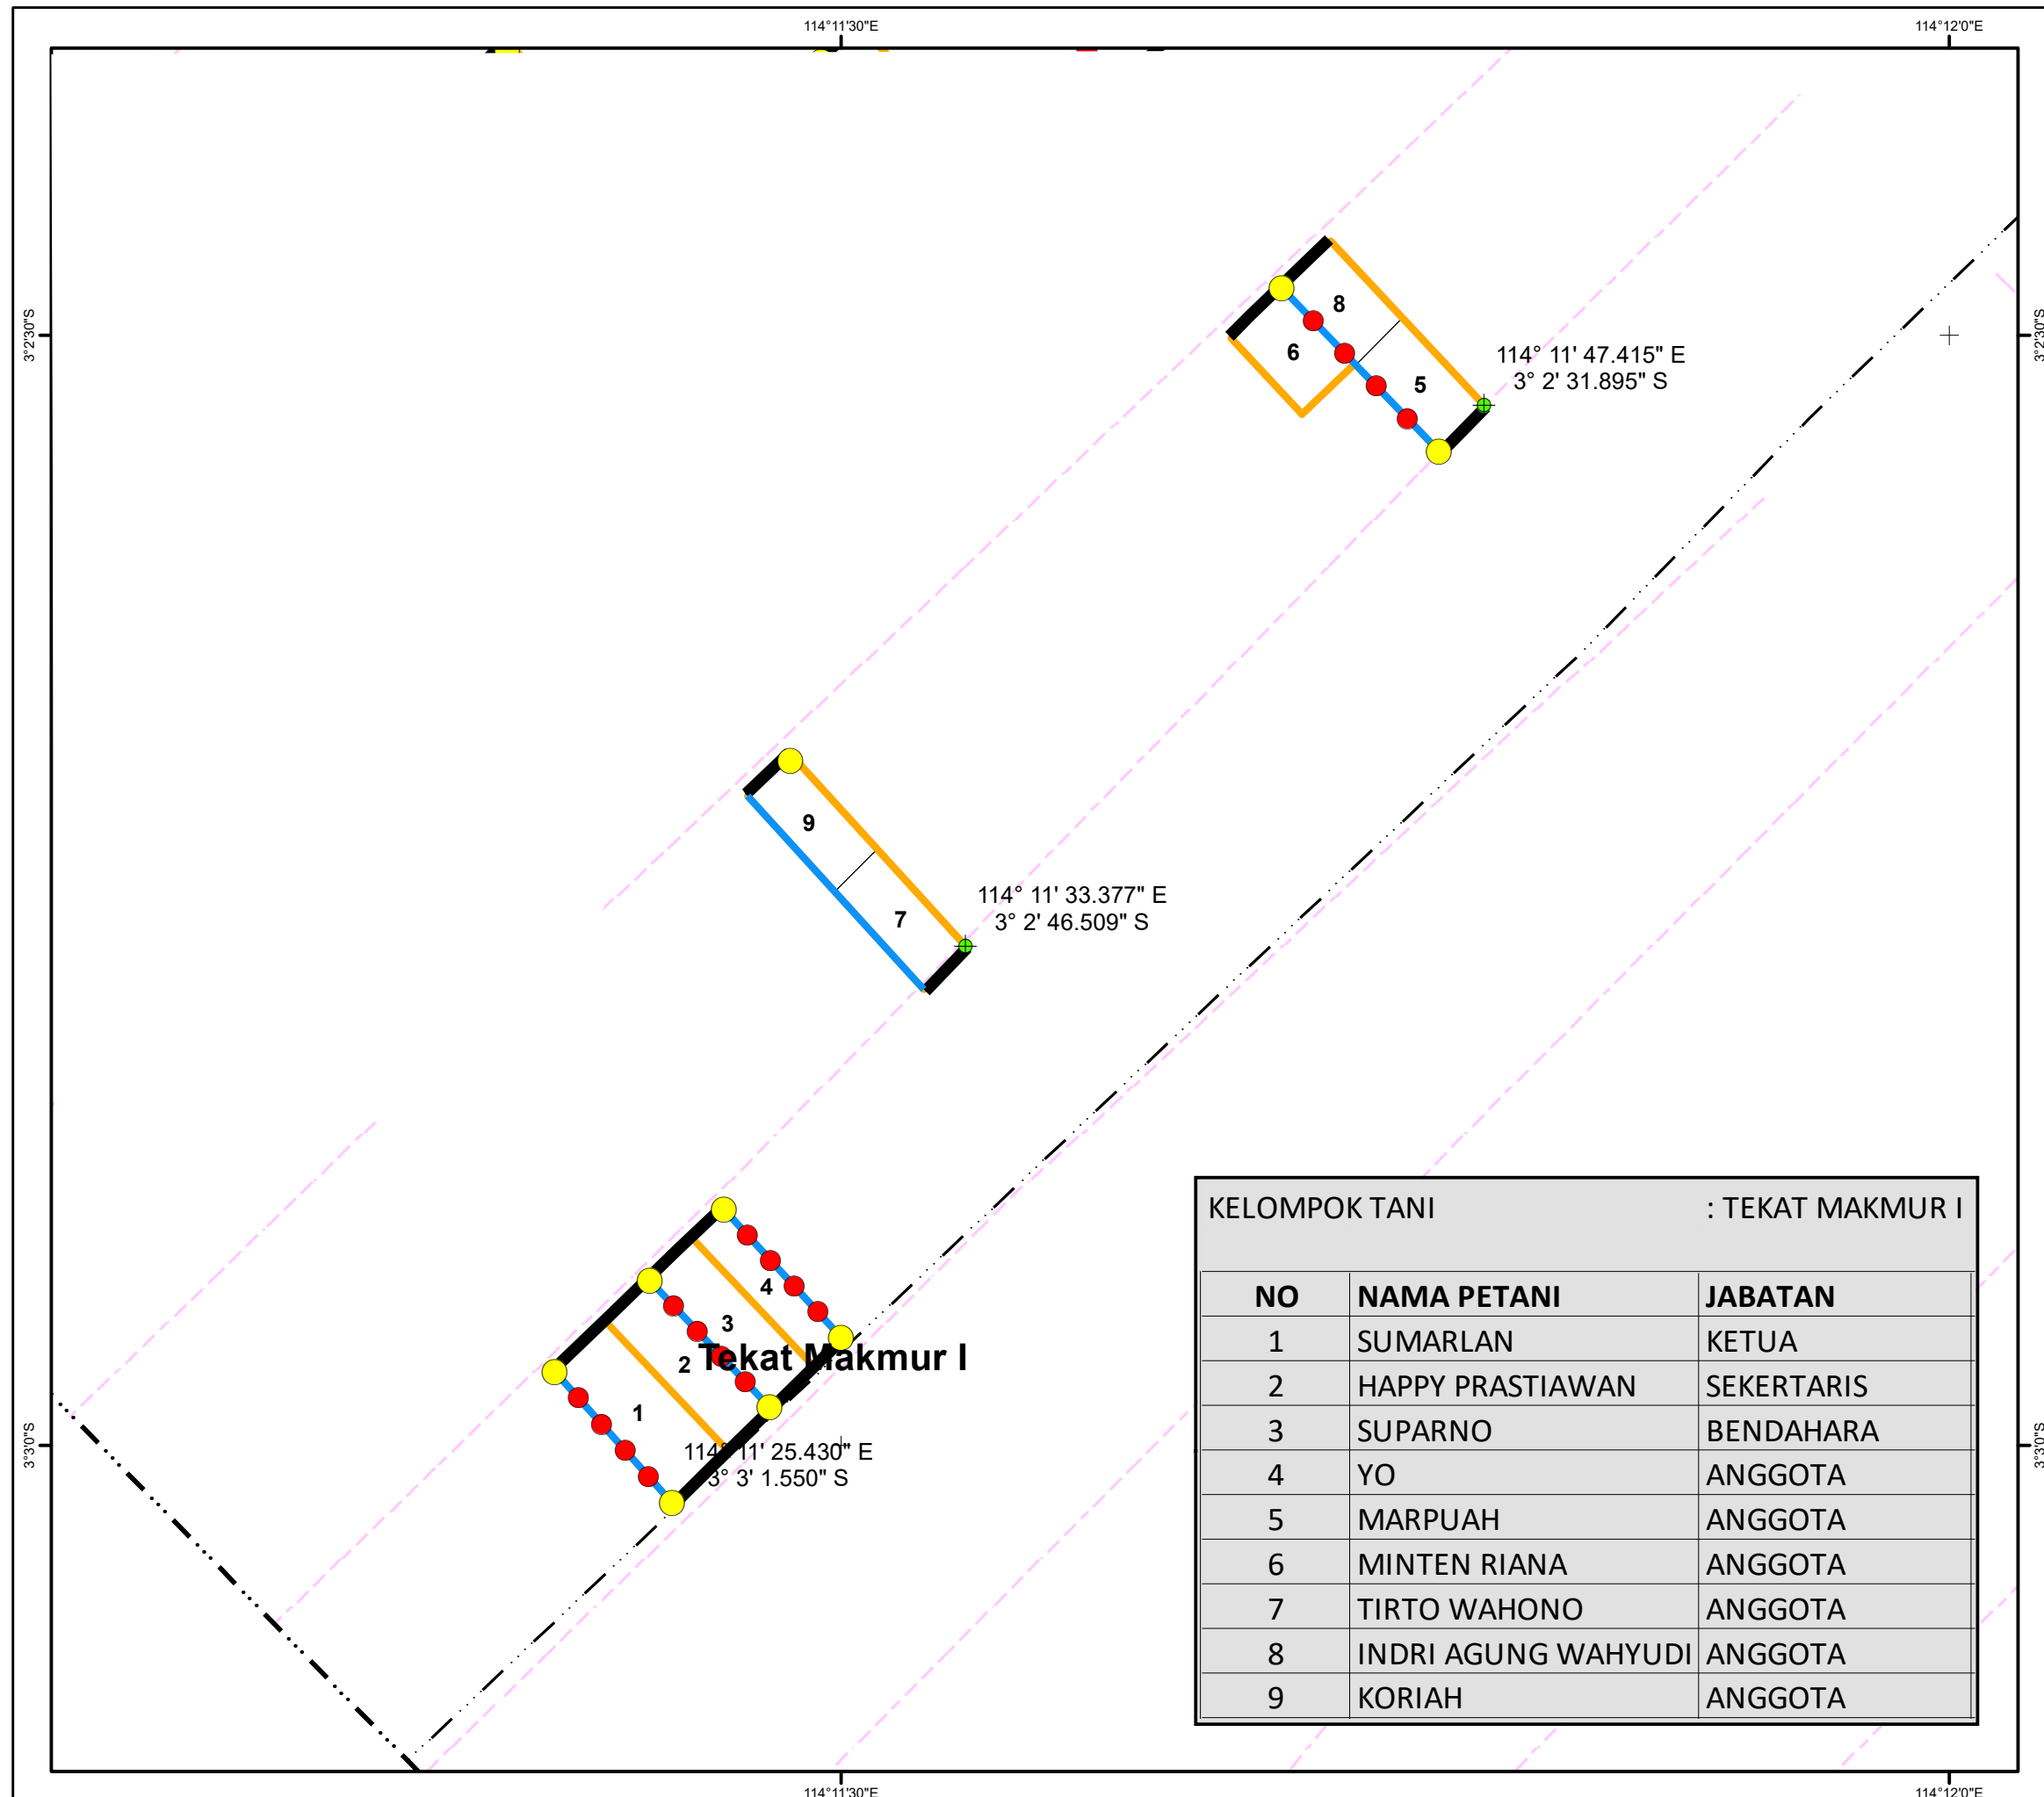 114°11'30"E
114°12'0"E
3°2'30"S
3°2'30"S
8
6
5
114° 11' 47.415" E
3° 2' 31.895" S
9
7
114° 11' 33.377" E
3° 2' 46.509" S
4
3
2
Tekat Makmur I
1
114° 11' 25.430" E
3° 3' 1.550" S
3°3'0"S
3°3'0"S
KELOMPOK TANI : TEKAT MAKMUR I
NO NAMA PETANI JABATAN
1 SUMARLAN KETUA
2 HAPPY PRASTIAWAN SEKERTARIS
3 SUPARNO BENDAHARA
4 YO ANGGOTA
5 MARPUAH ANGGOTA
6 MINTEN RIANA ANGGOTA
7 TIRTO WAHONO ANGGOTA
8 INDRI AGUNG WAHYUDI ANGGOTA
9 KORIAH ANGGOTA
114°11'30"E
114°12'0"E